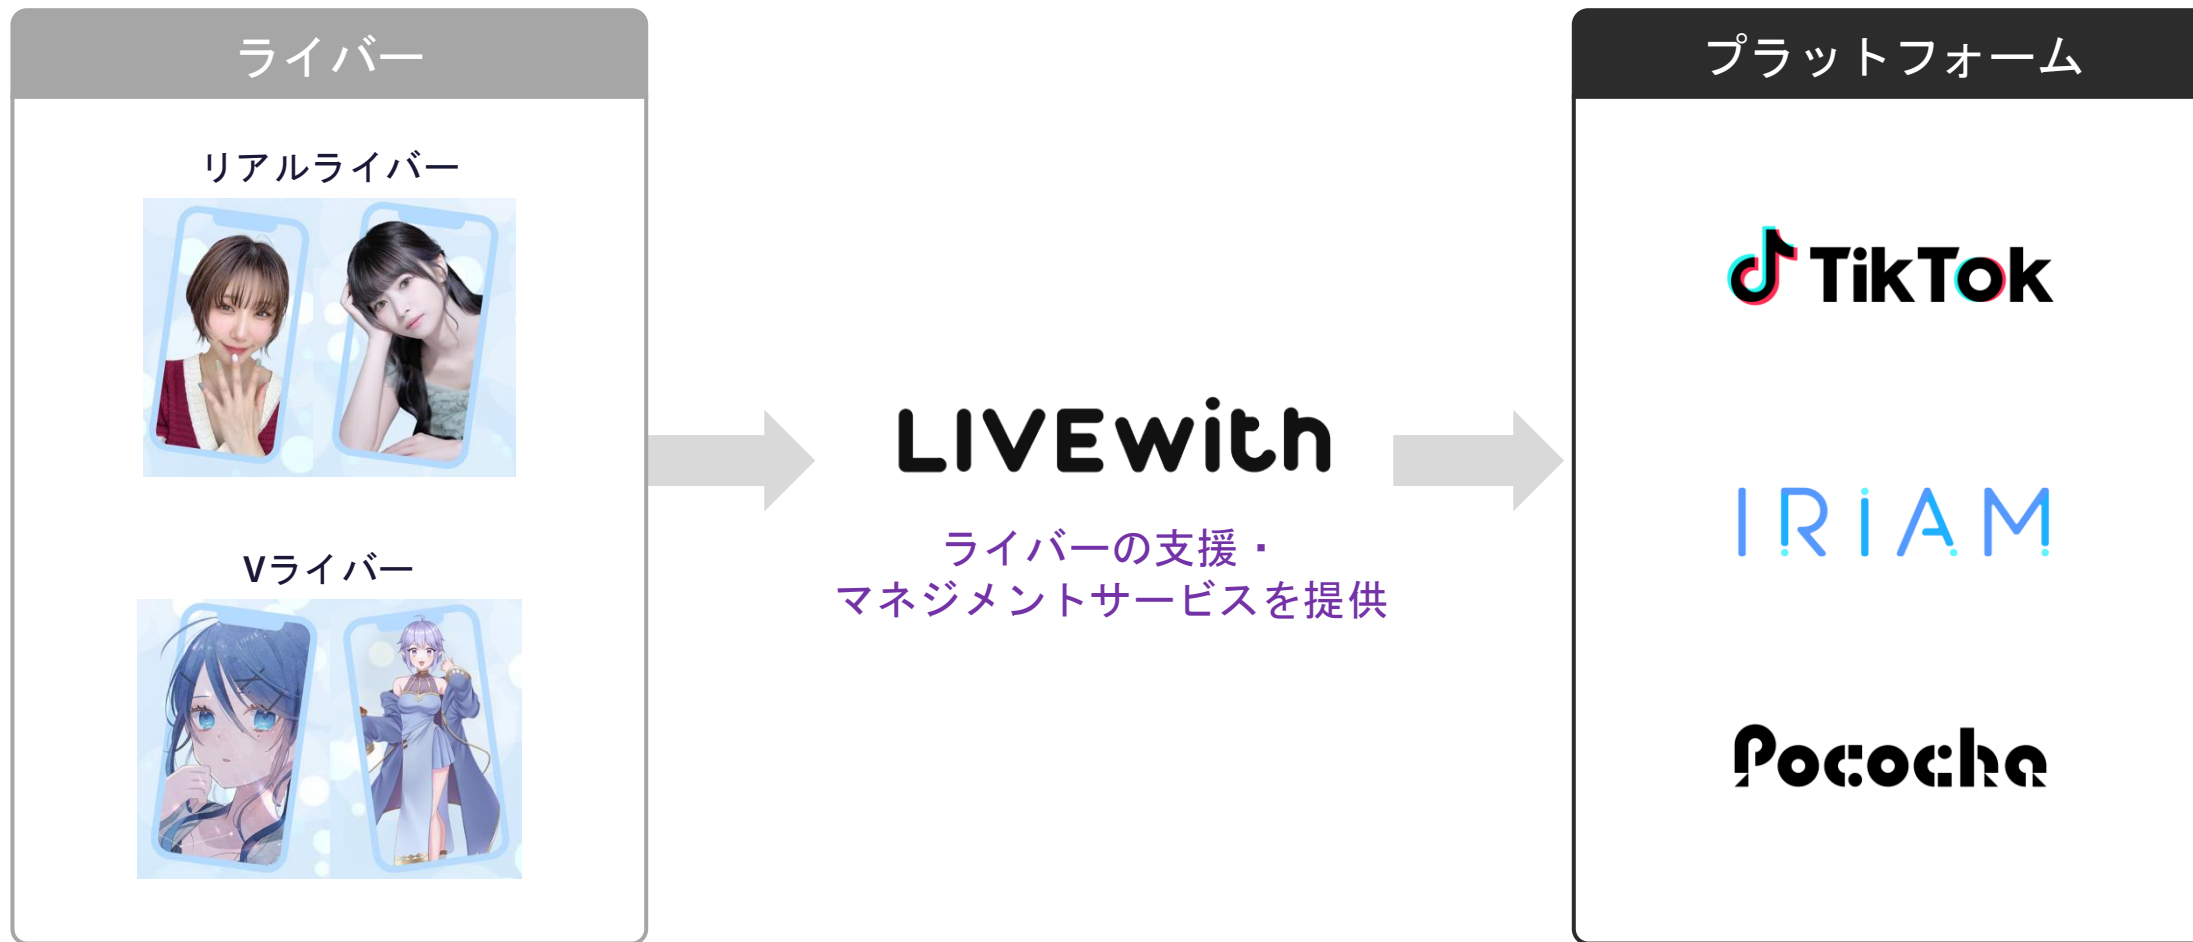 ライバー
リアルライバー
Vライバー
LIVEwith
ライバーの支援・
マネジメントサービスを提供
プラットフォーム
TikTok
IRIAM
Pococha